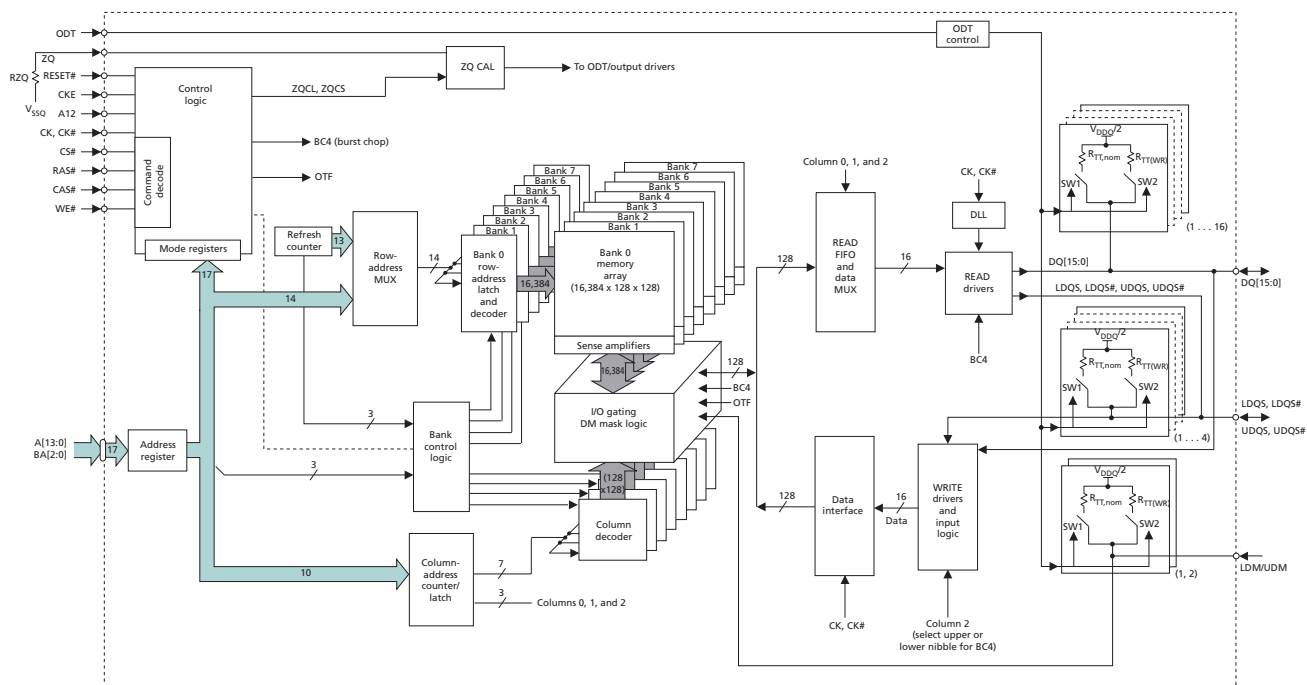 ODT
ODT
control
ZQ
RZQ
VSSQ
RESET#
CKE
A12
CK, CK#
CS#
RAS#
CAS#
WE#
Control
logic
Command
decode
Mode registers
ZQ CAL
To ODT/output drivers
ZQCL, ZQCS
BC4 (burst chop)
OTF
Refresh
counter
13
Row-
address
MUX
14
17
14
Bank 7
Bank 6
Bank 5
Bank 4
Bank 3
Bank 2
Bank 1
Bank 0
row-
address
latch
and
decoder
16,384
Bank 7
Bank 6
Bank 5
Bank 4
Bank 3
Bank 2
Bank 1
Bank 0
memory
array
(16,384 x 128 x 128)
Sense amplifiers
16,384
I/O gating
DM mask logic
128
BC4
OTF
(128
x128)
Column
decoder
A[13:0]
BA[2:0]
17
Address
register
3
3
Bank
control
logic
10
Column-
address
counter/
latch
7
3
Columns 0, 1, and 2
Column 0, 1, and 2
128
READ
FIFO
and
data
MUX
16
CK, CK#
DLL
READ
drivers
BC4
DQ[15:0]
LDQS, LDQS#, UDQS, UDQS#
128
Data
interface
CK, CK#
16
Data
WRITE
drivers
and
input
logic
Column 2
(select upper or
lower nibble for BC4)
VDDQ/2
RTT,nom
RTT(WR)
SW1
SW2
(1 . . . 16)
DQ[15:0]
VDDQ/2
RTT,nom
RTT(WR)
SW1
SW2
(1 . . . 4)
LDQS, LDQS#
UDQS, UDQS#
VDDQ/2
RTT,nom
RTT(WR)
SW1
SW2
(1, 2)
LDM/UDM